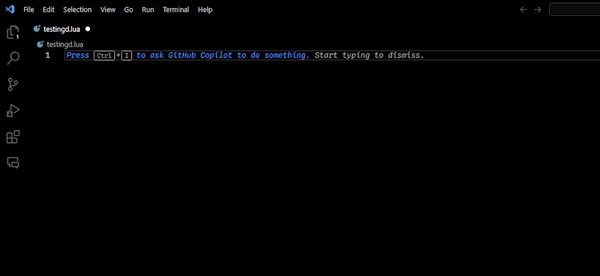 File Edit Selection View Go Run Terminal Help
testingd.lua
testingd.lua
1 Press Ctrl+I to ask GitHub Copilot to do something. Start typing to dismiss.
1